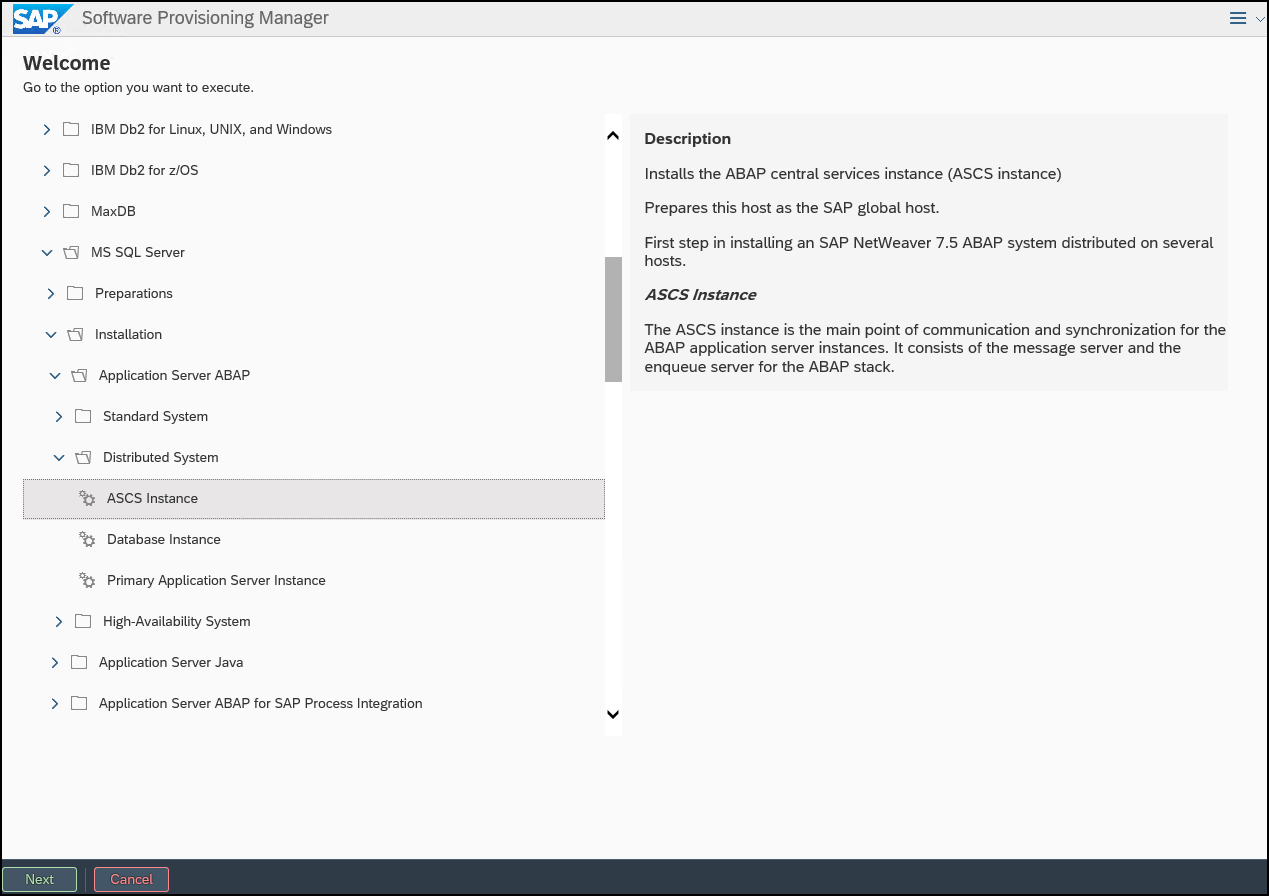 SAP® Software Provisioning Manager
Welcome
Go to the option you want to execute.
IBM Db2 for Linux, UNIX, and Windows
IBM Db2 for z/OS
MaxDB
MS SQL Server
Preparations
Installation
Application Server ABAP
Standard System
Distributed System
ASCS Instance
Database Instance
Primary Application Server Instance
High-Availability System
Application Server Java
Application Server ABAP for SAP Process Integration
Description
Installs the ABAP central services instance (ASCS instance)
Prepares this host as the SAP global host.
First step in installing an SAP NetWeaver 7.5 ABAP system distributed on several
hosts.
ASCS Instance
The ASCS instance is the main point of communication and synchronization for the
ABAP application server instances. It consists of the message server and the
enqueue server for the ABAP stack.
Next
Cancel